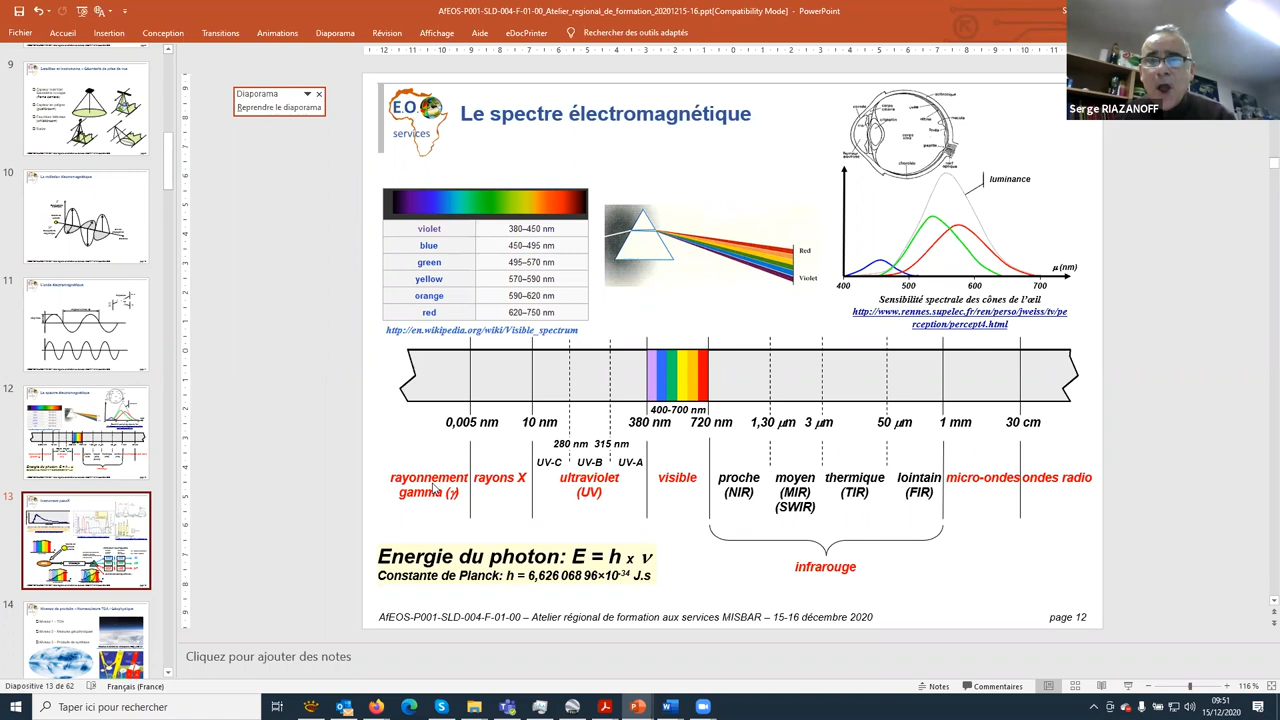 AfEOS-P001-SLD-004-F-01-00_Atelier_regional_de_formation_20201215-16.ppt[Compatibility Mode] - PowerPoint
Fichier Accueil Insertion Conception Transitions Animations Diaporama Révision Affichage Aide eDocPrinter Rechercher des outils adaptés
Serge RIAZANOFF
9
10
11
12
13
14
Diaporama
Reprendre le diaporama
E.O.
services
Le spectre électromagnétique
violet 380–450 nm
blue 450–495 nm
green 495–570 nm
yellow 570–590 nm
orange 590–620 nm
red 620–750 nm
http://en.wikipedia.org/wiki/Visible_spectrum
Red
Violet
luminance
μ (nm)
400 500 600 700
Sensibilité spectrale des cônes de l’œil
http://www.rennes.supelec.fr/ren/perso/jweiss/tv/pe
rception/percept4.html
400-700 nm
0,005 nm 10 nm 380 nm 720 nm 1,30 μm 3 μm 50 μm 1 mm 30 cm
280 nm 315 nm
UV-C UV-B UV-A
rayonnement gamma (γ)
rayons X
ultraviolet (UV)
visible
proche (NIR)
moyen (MIR) (SWIR)
thermique (TIR)
lointain (FIR)
micro-ondes
ondes radio
infrarouge
Energie du photon: E = h x ν
Constante de Planck: h = 6,626 068 96×10-34 J.s
AfEOS-P001-SLD-004-F-01-00 – Atelier régional de formation aux services MISBAR – 15-16 décembre 2020 page 12
Cliquez pour ajouter des notes
Diapositive 13 de 62 Français (France) Notes Commentaires 116 %
Taper ici pour rechercher
09:51
15/12/2020